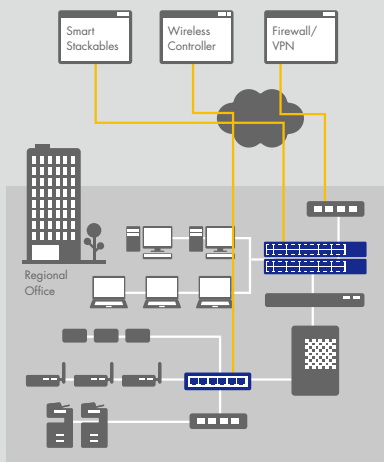 Smart
Stackables
Wireless
Controller
Firewall/
VPN
Regional
Office